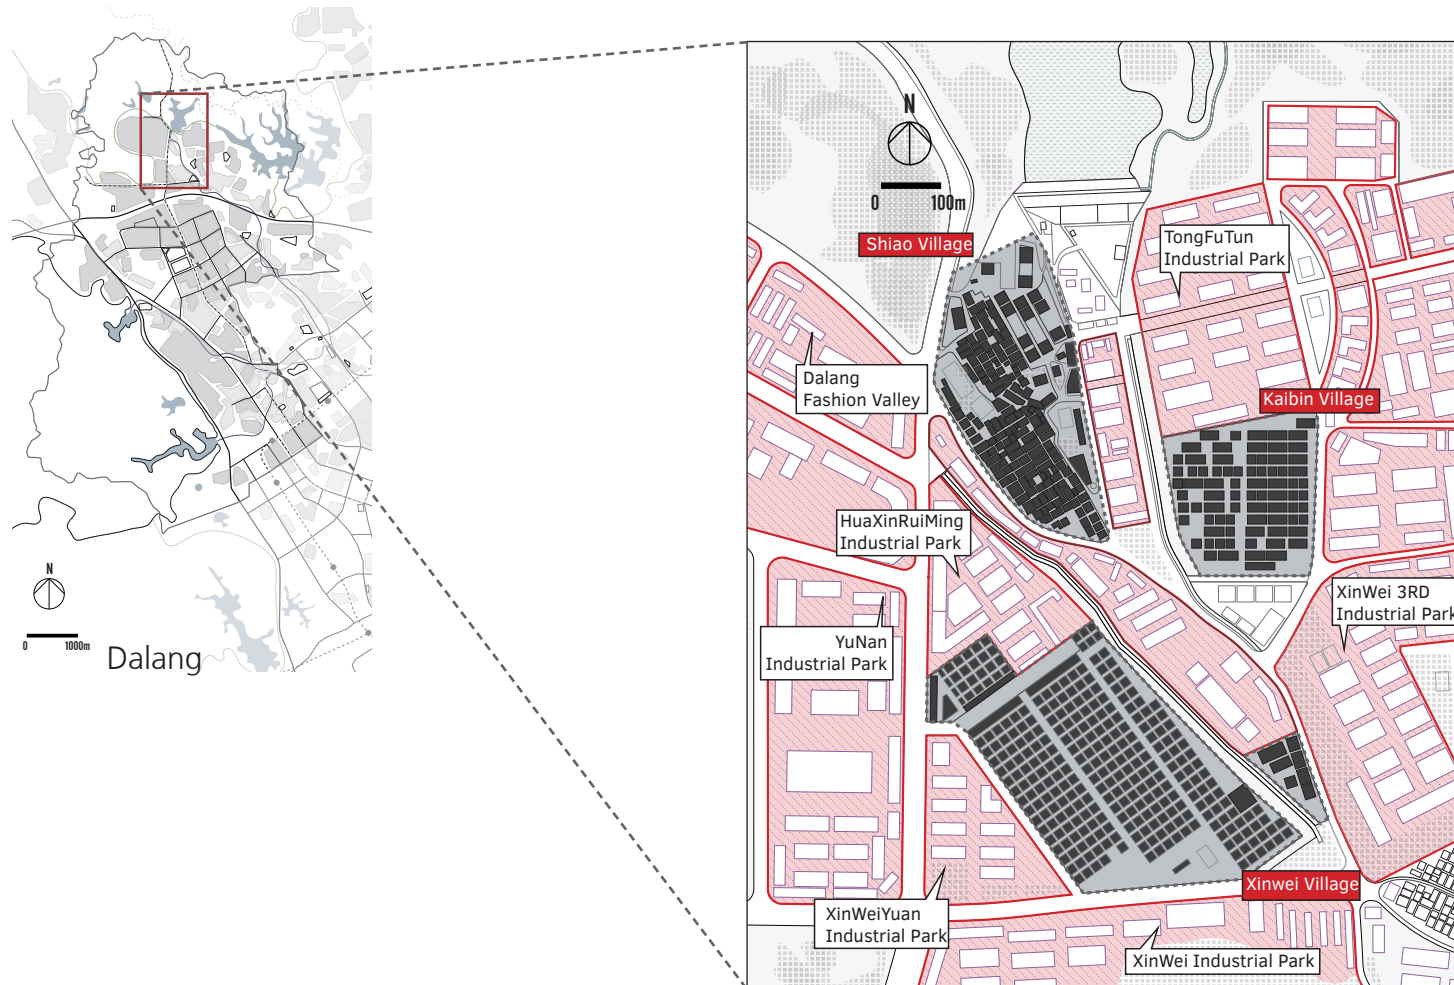 N
0 1000m
Dalang
N
0 100m
Shiao Village
TongFuTun
Industrial Park
Dalang
Fashion Valley
Kaibin Village
HuaXinRuiMing
Industrial Park
XinWei 3RD
Industrial Park
YuNan
Industrial Park
Xinwei Village
XinWeiYuan
Industrial Park
XinWei Industrial Park